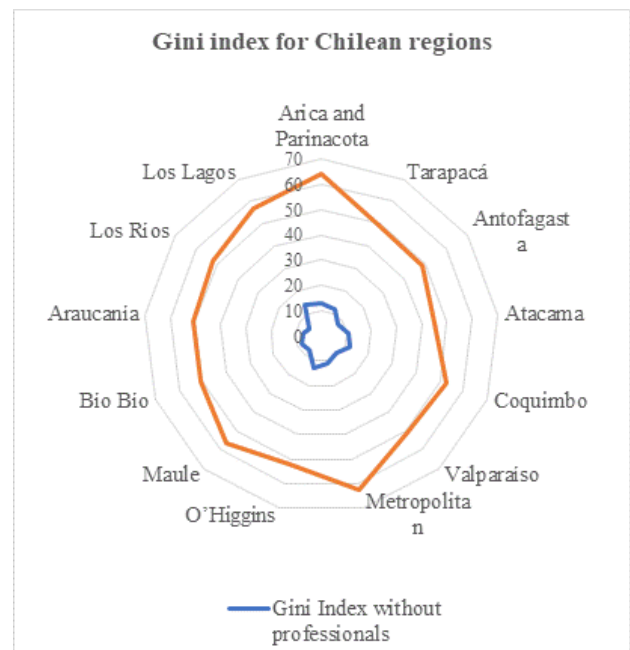 Gini index for Chilean regions
Arica and
Parinacota
Tarapacá
Antofagast
a
Atacama
Coquimbo
Valparaiso
Metropolita
n
O’Higgins
Maule
Bio Bio
Araucania
Los Rios
Los Lagos
70
60
50
40
30
20
10
0
Gini Index without
professionals